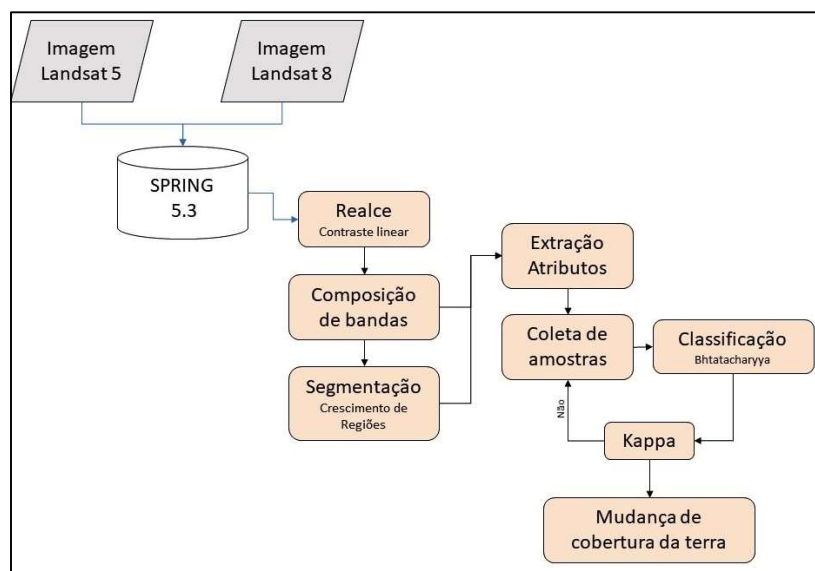 Imagem
Landsat 5
Imagem
Landsat 8
SPRING
5.3
Realce
Contraste linear
Composição
de bandas
Segmentação
Crescimento de
Regiões
Extração
Atributos
Coleta de
amostras
Classificação
Bhtatacharyya
Não
Kappa
Mudança de
cobertura da terra